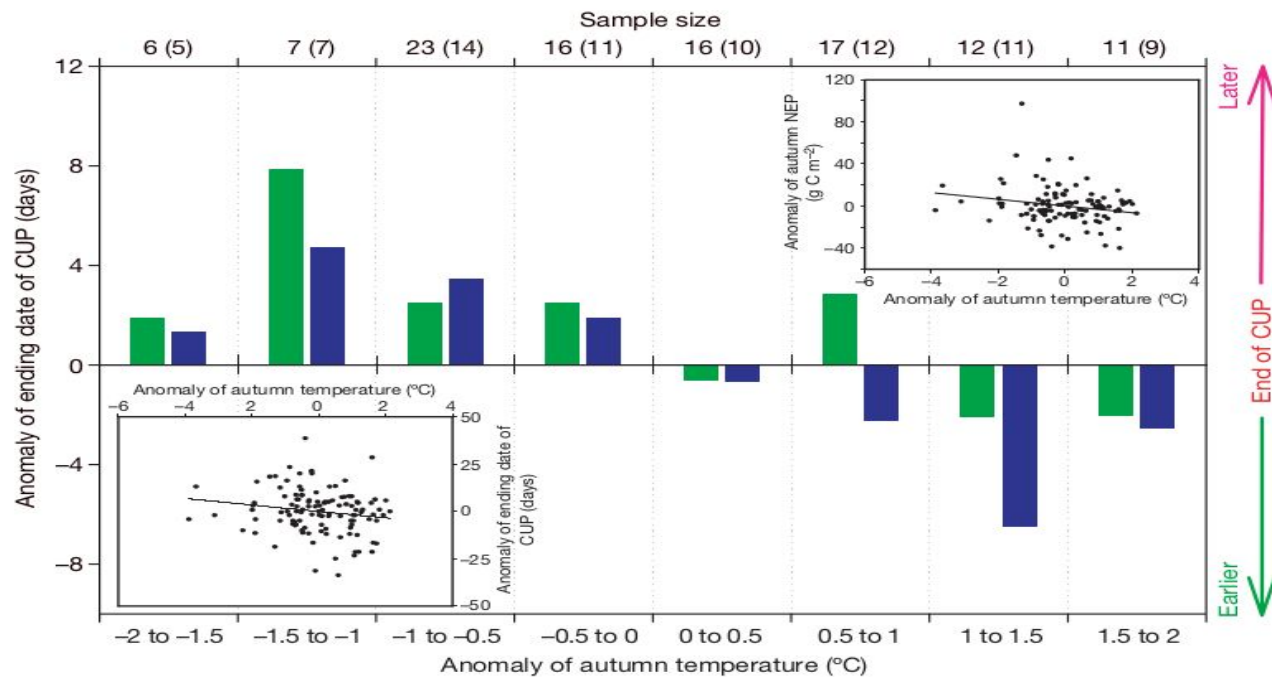 Sample size
6 (5) 7 (7) 23 (14) 16 (11) 16 (10) 17 (12) 12 (11) 11 (9)
12
8
4
0
−4
−8
Anomaly of ending date of CUP (days)
−2 to −1.5 −1.5 to −1 −1 to −0.5 −0.5 to 0 0 to 0.5 0.5 to 1 1 to 1.5 1.5 to 2
Anomaly of autumn temperature (ºC)
120
80
40
0
−40
Anomaly of autumn NEP
(g C m−2)
−6 −4 −2 0 2 4
Anomaly of autumn temperature (ºC)
Anomaly of autumn temperature (ºC)
−6 −4 −2 0 2 4
50
25
0
−25
−50
Anomaly of ending date of
CUP (days)
Later
End of CUP
Earlier